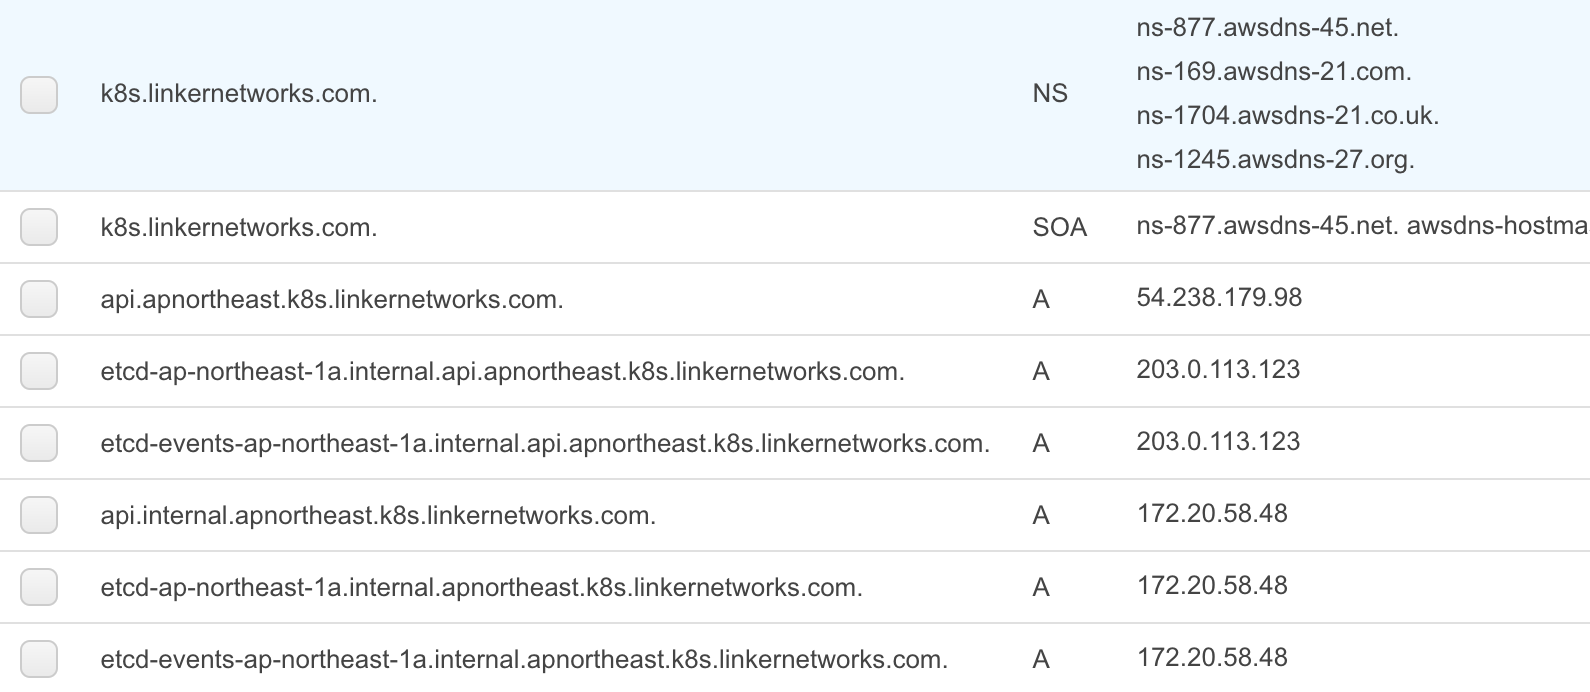 ns-877.awsdns-45.net.
ns-169.awsdns-21.com.
k8s.linkernetworks.com. NS
ns-1704.awsdns-21.co.uk.
ns-1245.awsdns-27.org.
k8s.linkernetworks.com. SOA ns-877.awsdns-45.net. awsdns-hostma
api.apnortheast.k8s.linkernetworks.com. A 54.238.179.98
etcd-ap-northeast-1a.internal.api.apnortheast.k8s.linkernetworks.com. A 203.0.113.123
etcd-events-ap-northeast-1a.internal.api.apnortheast.k8s.linkernetworks.com. A 203.0.113.123
api.internal.apnortheast.k8s.linkernetworks.com. A 172.20.58.48
etcd-ap-northeast-1a.internal.apnortheast.k8s.linkernetworks.com. A 172.20.58.48
etcd-events-ap-northeast-1a.internal.apnortheast.k8s.linkernetworks.com. A 172.20.58.48